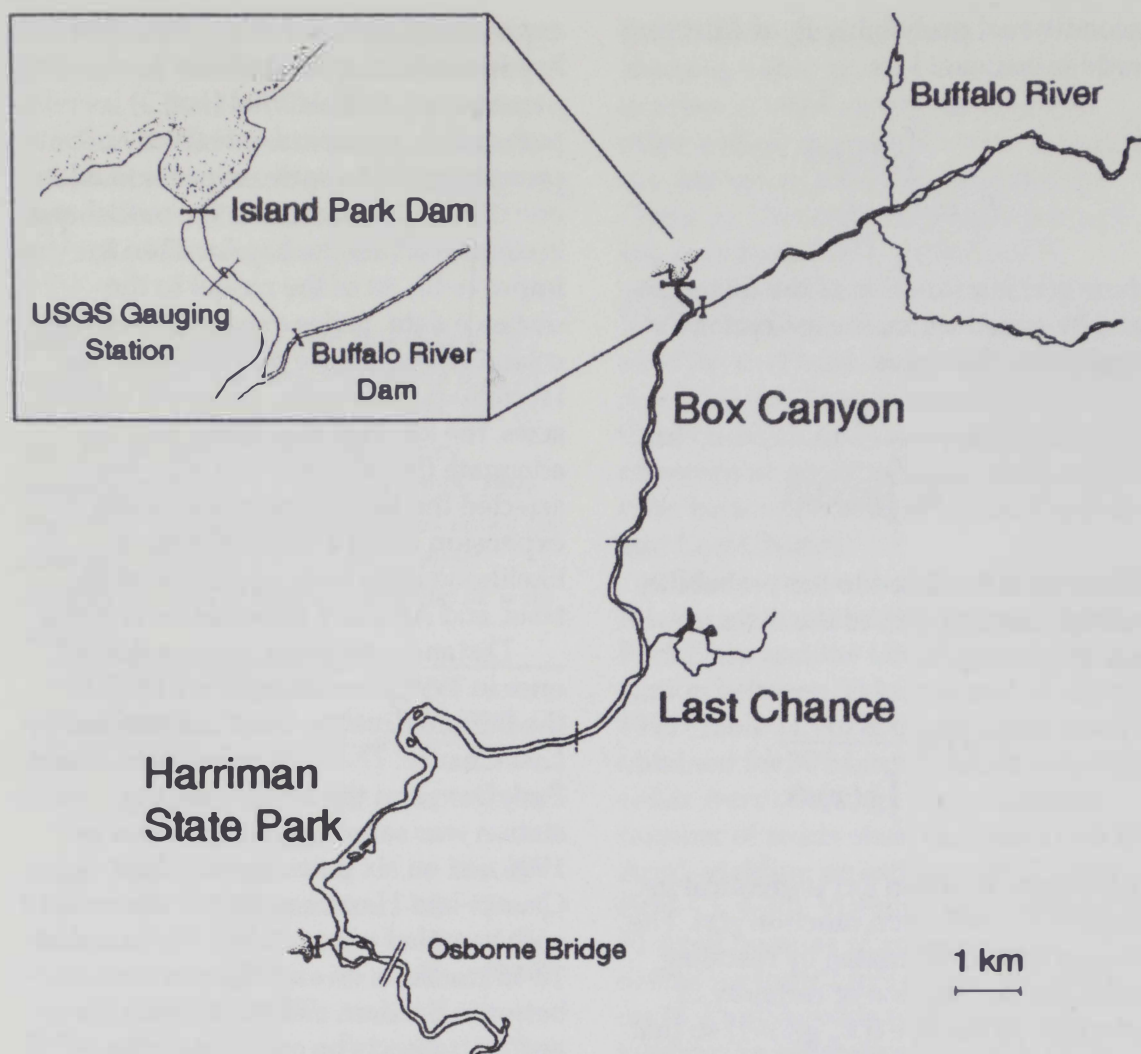 Buffalo River
Island Park Dam
USGS Gauging
Station
Buffalo River
Dam
Box Canyon
Last Chance
Harriman
State Park
Osborne Bridge
1 km